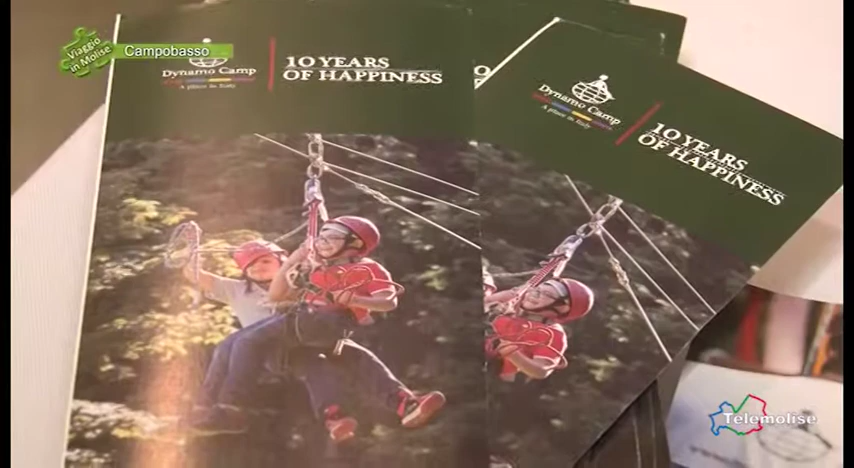 Viaggio
in Molise
Campobasso
Dynamo Camp
A place in Italy
10 YEARS
OF HAPPINESS
Dynamo Camp
A place in Italy
10 YEARS
OF HAPPINESS
Telemolise